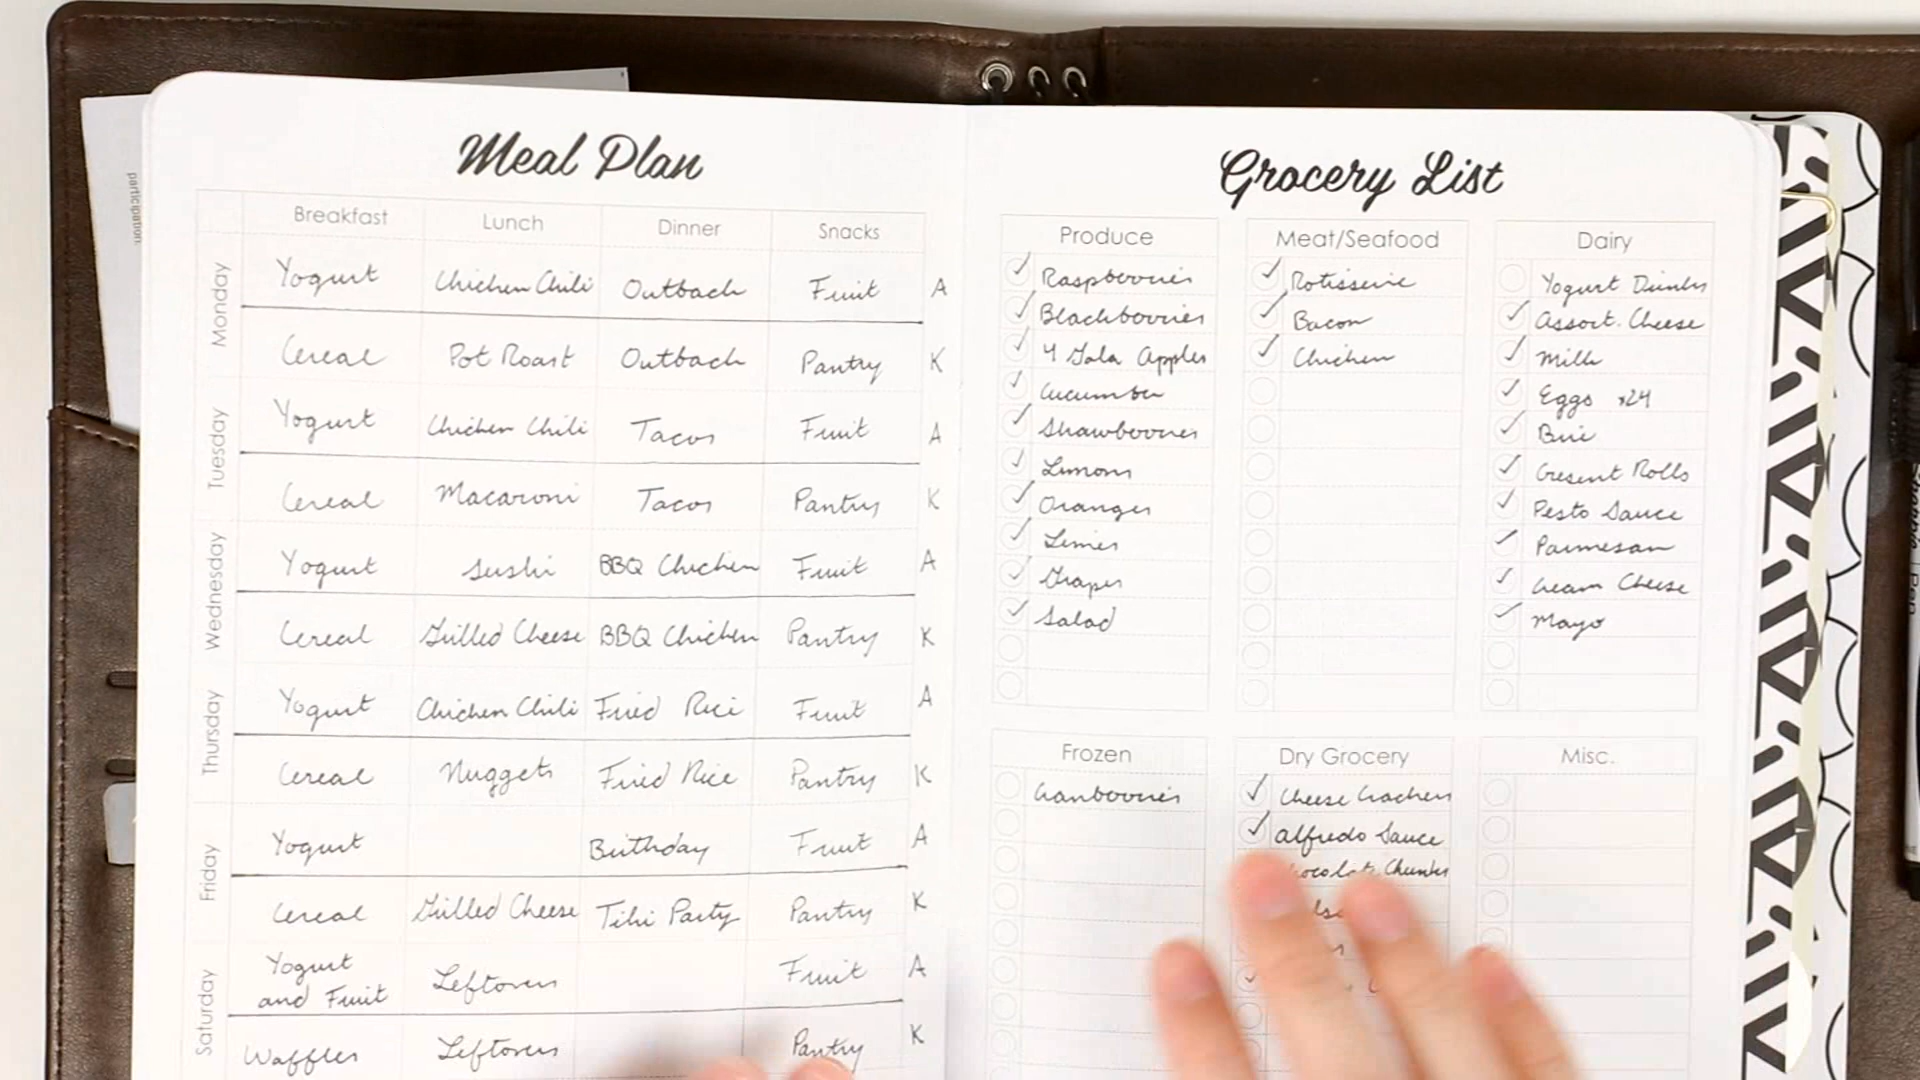 participation.
Meal Plan
Breakfast Lunch Dinner Snacks
Monday
Yogurt Chicken Chili Outback Fruit A
Cereal Pot Roast Outback Pantry K
Tuesday
Yogurt Chicken Chili Tacos Fruit A
Cereal Macaroni Tacos Pantry K
Wednesday
Yogurt Sushi BBQ Chicken Fruit A
Cereal Grilled Cheese BBQ Chicken Pantry K
Thursday
Yogurt Chicken Chili Fried Rice Fruit A
Cereal Nuggets Fried Rice Pantry K
Friday
Yogurt Birthday Fruit A
Cereal Grilled Cheese Tiki Party Pantry K
Saturday
Yogurt
and Fruit Leftovers Fruit A
Waffles Leftovers Pantry K
Grocery List
Produce
Raspberries
Blackberries
4 Gala Apples
Cucumber
Strawberries
Lemons
Oranges
Limes
Grapes
Salad
Meat/Seafood
Rotisserie
Bacon
Chicken
Dairy
Yogurt Drinks
Assort. Cheese
Milk
Eggs x24
Brie
Cresent Rolls
Pesto Sauce
Parmesan
Cream Cheese
Mayo
Frozen
Cranberries
Dry Grocery
Cheese Crackers
Alfredo Sauce
Chunks
Misc.